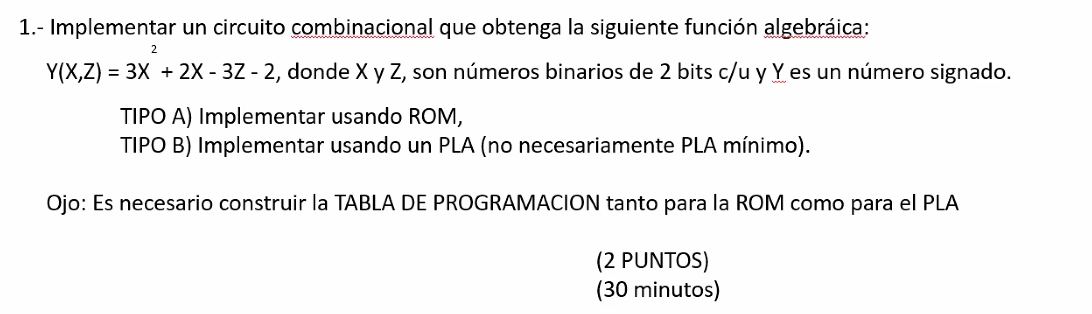 1.- Implementar un circuito combinacional que obtenga la siguiente función algebráica:
Y(X,Z) = 3X² + 2X - 3Z - 2, donde X y Z, son números binarios de 2 bits c/u y Y es un número signado.
TIPO A) Implementar usando ROM,
TIPO B) Implementar usando un PLA (no necesariamente PLA mínimo).
Ojo: Es necesario construir la TABLA DE PROGRAMACION tanto para la ROM como para el PLA
(2 PUNTOS)
(30 minutos)